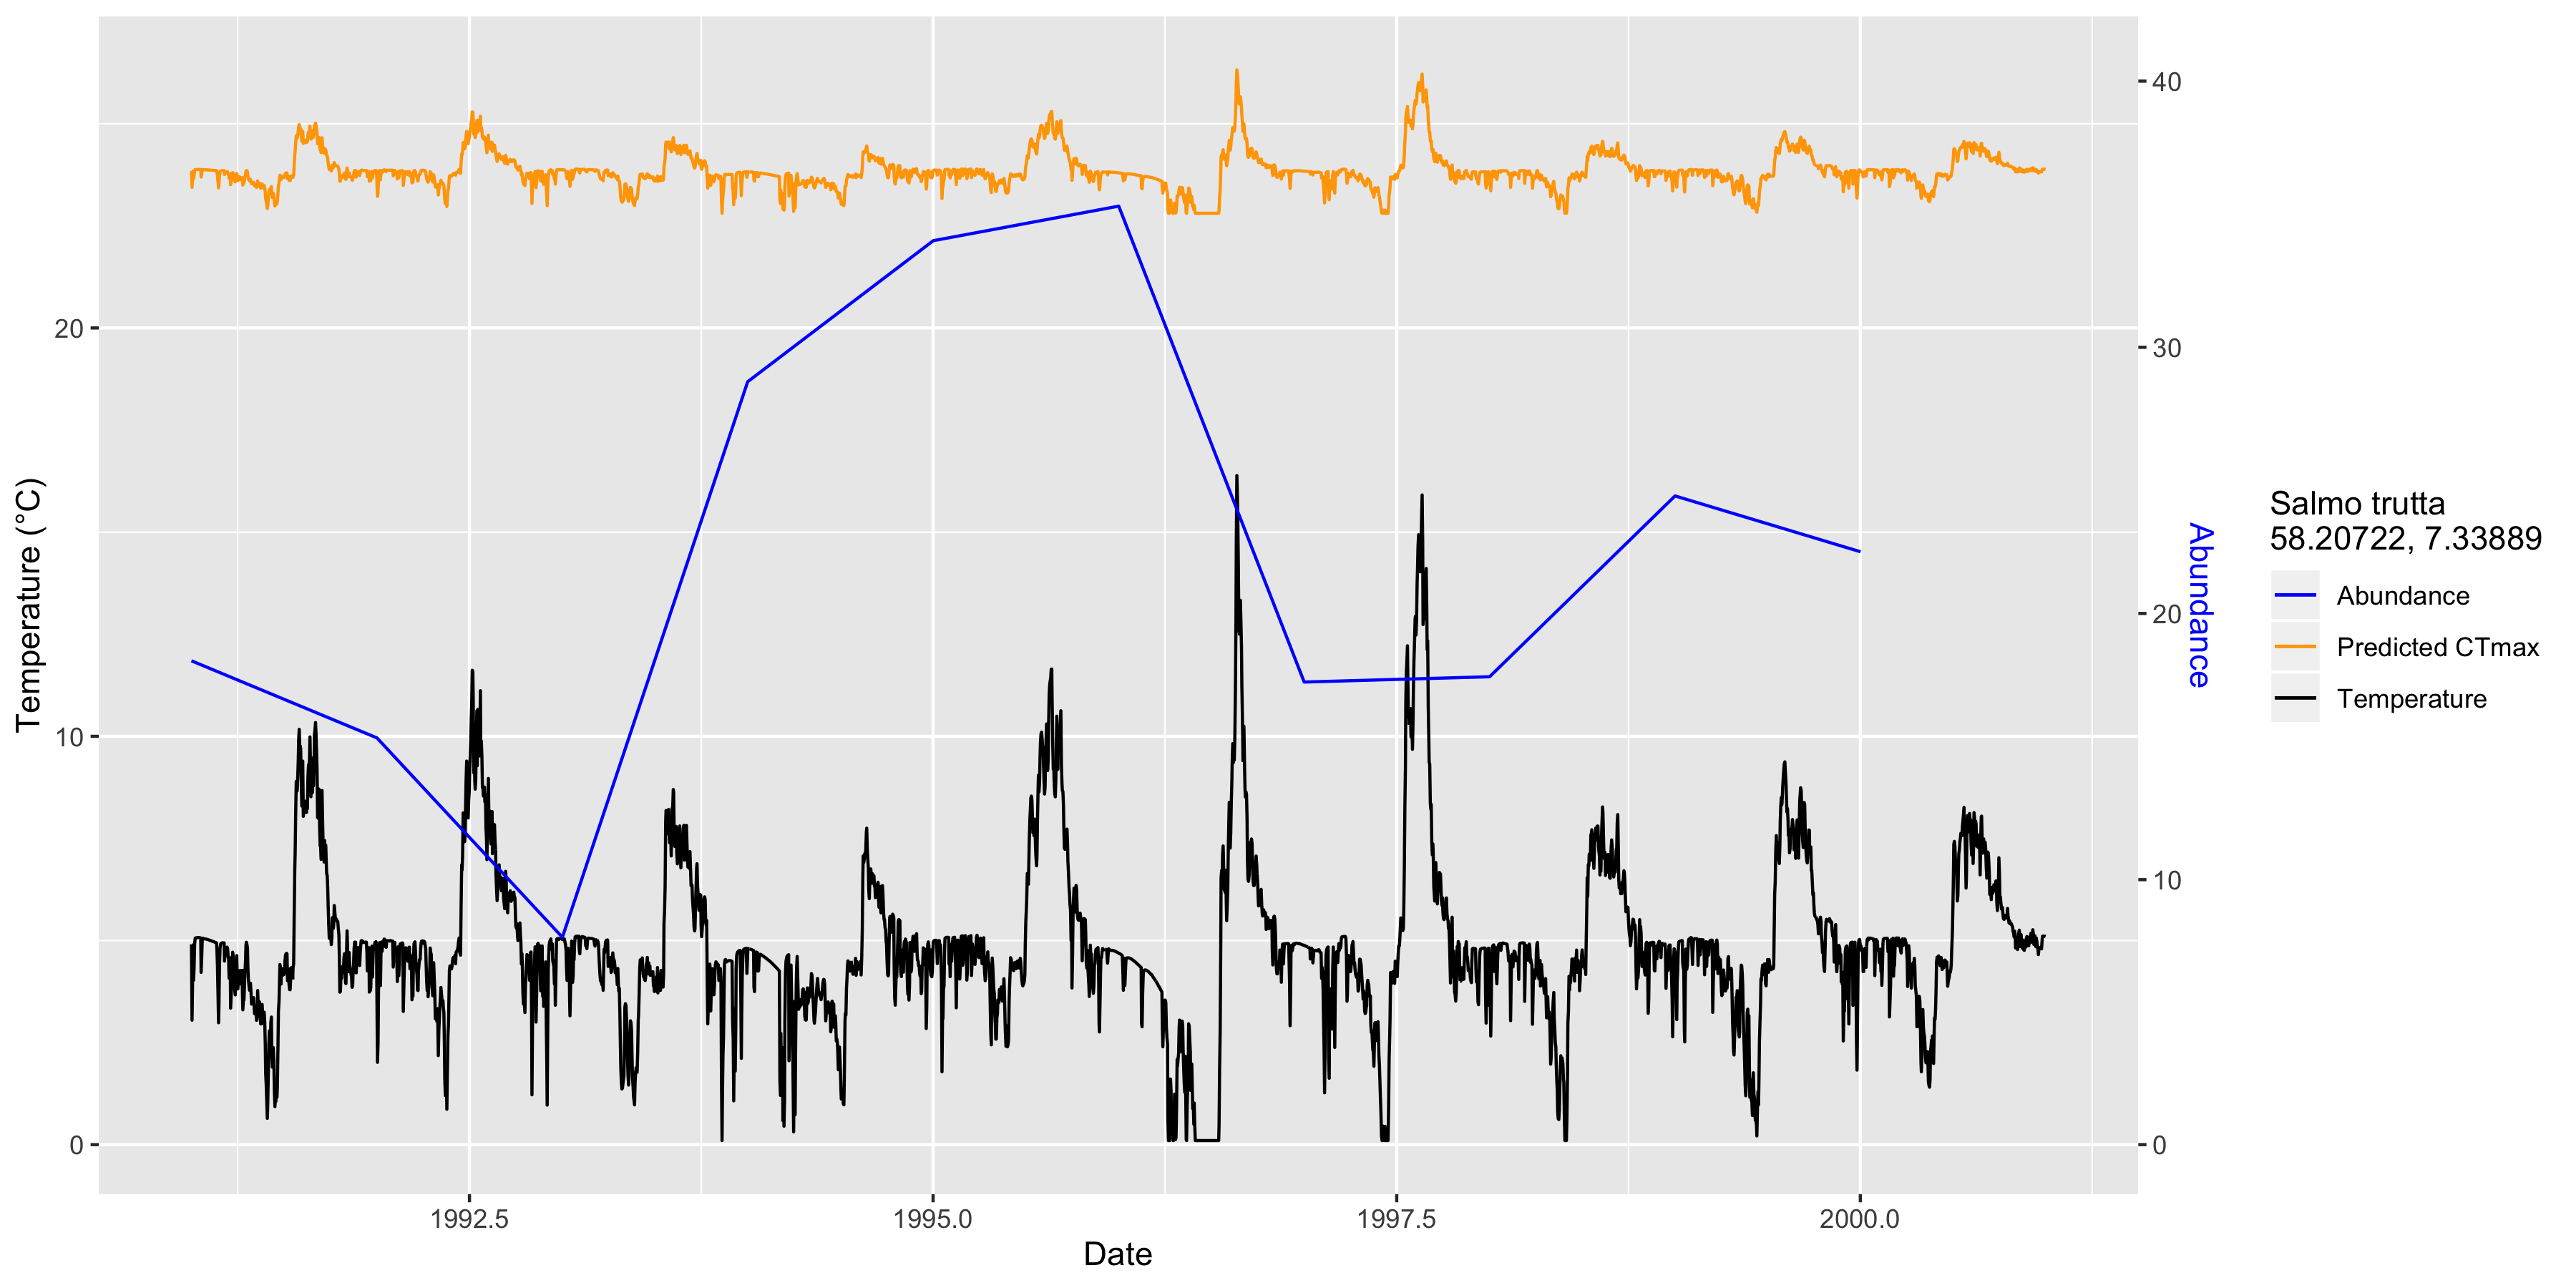 Temperature (°C)
20
10
0
1992.5
1995.0
1997.5
2000.0
Date
40
30
20
10
0
Abundance
Salmo trutta
58.20722, 7.33889
Abundance
Predicted CTmax
Temperature